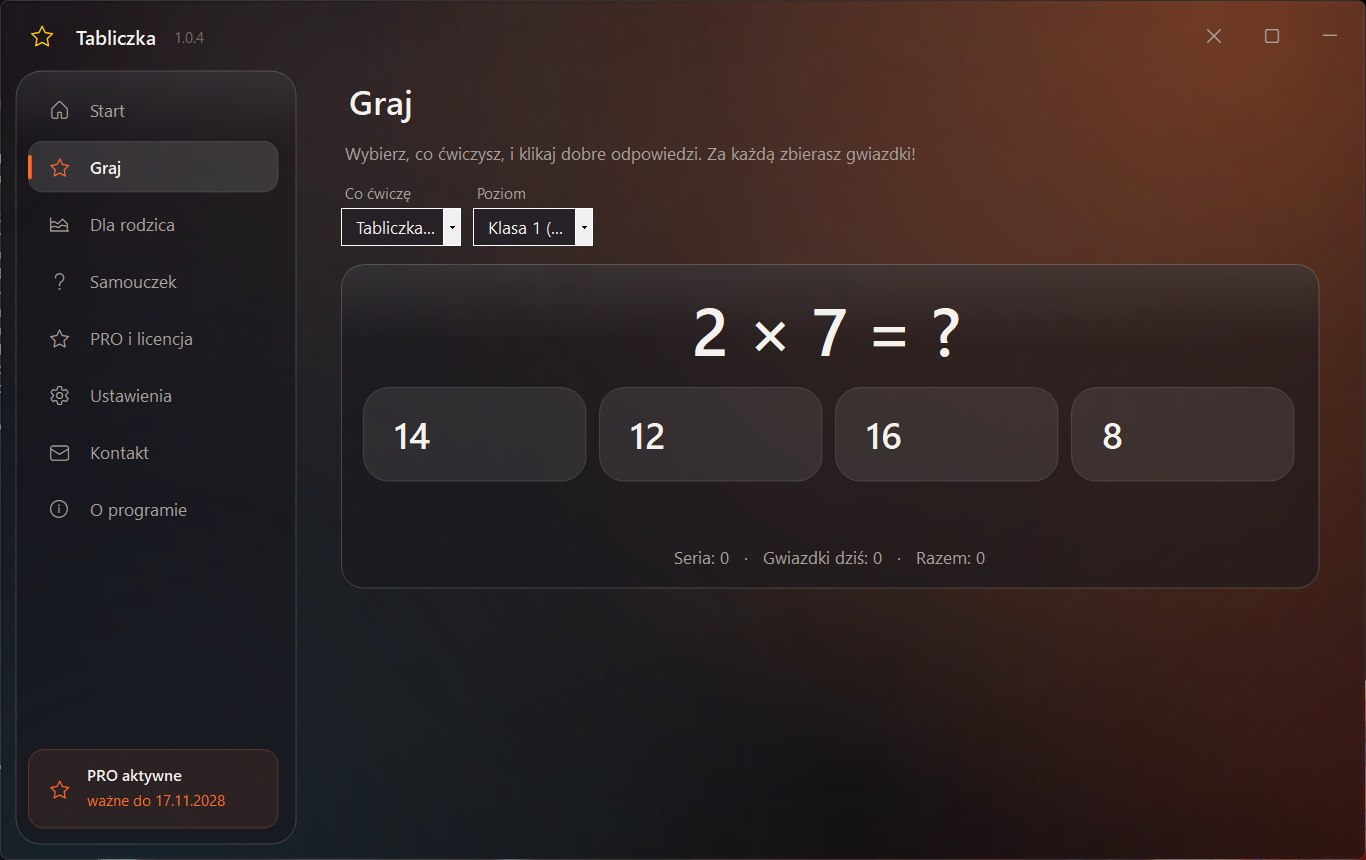 Tabliczka 1.0.4
Start
Graj
Dla rodzica
? Samouczek
PRO i licencja
Ustawienia
Kontakt
O programie
PRO aktywne
ważne do 17.11.2028
Graj
Wybierz, co ćwiczysz, i klikaj dobre odpowiedzi. Za każdą zbierasz gwiazdki!
Co ćwiczę Poziom
Tabliczka... Klasa 1 (...
2 × 7 = ?
14 12 16 8
Seria: 0 · Gwiazdki dziś: 0 · Razem: 0